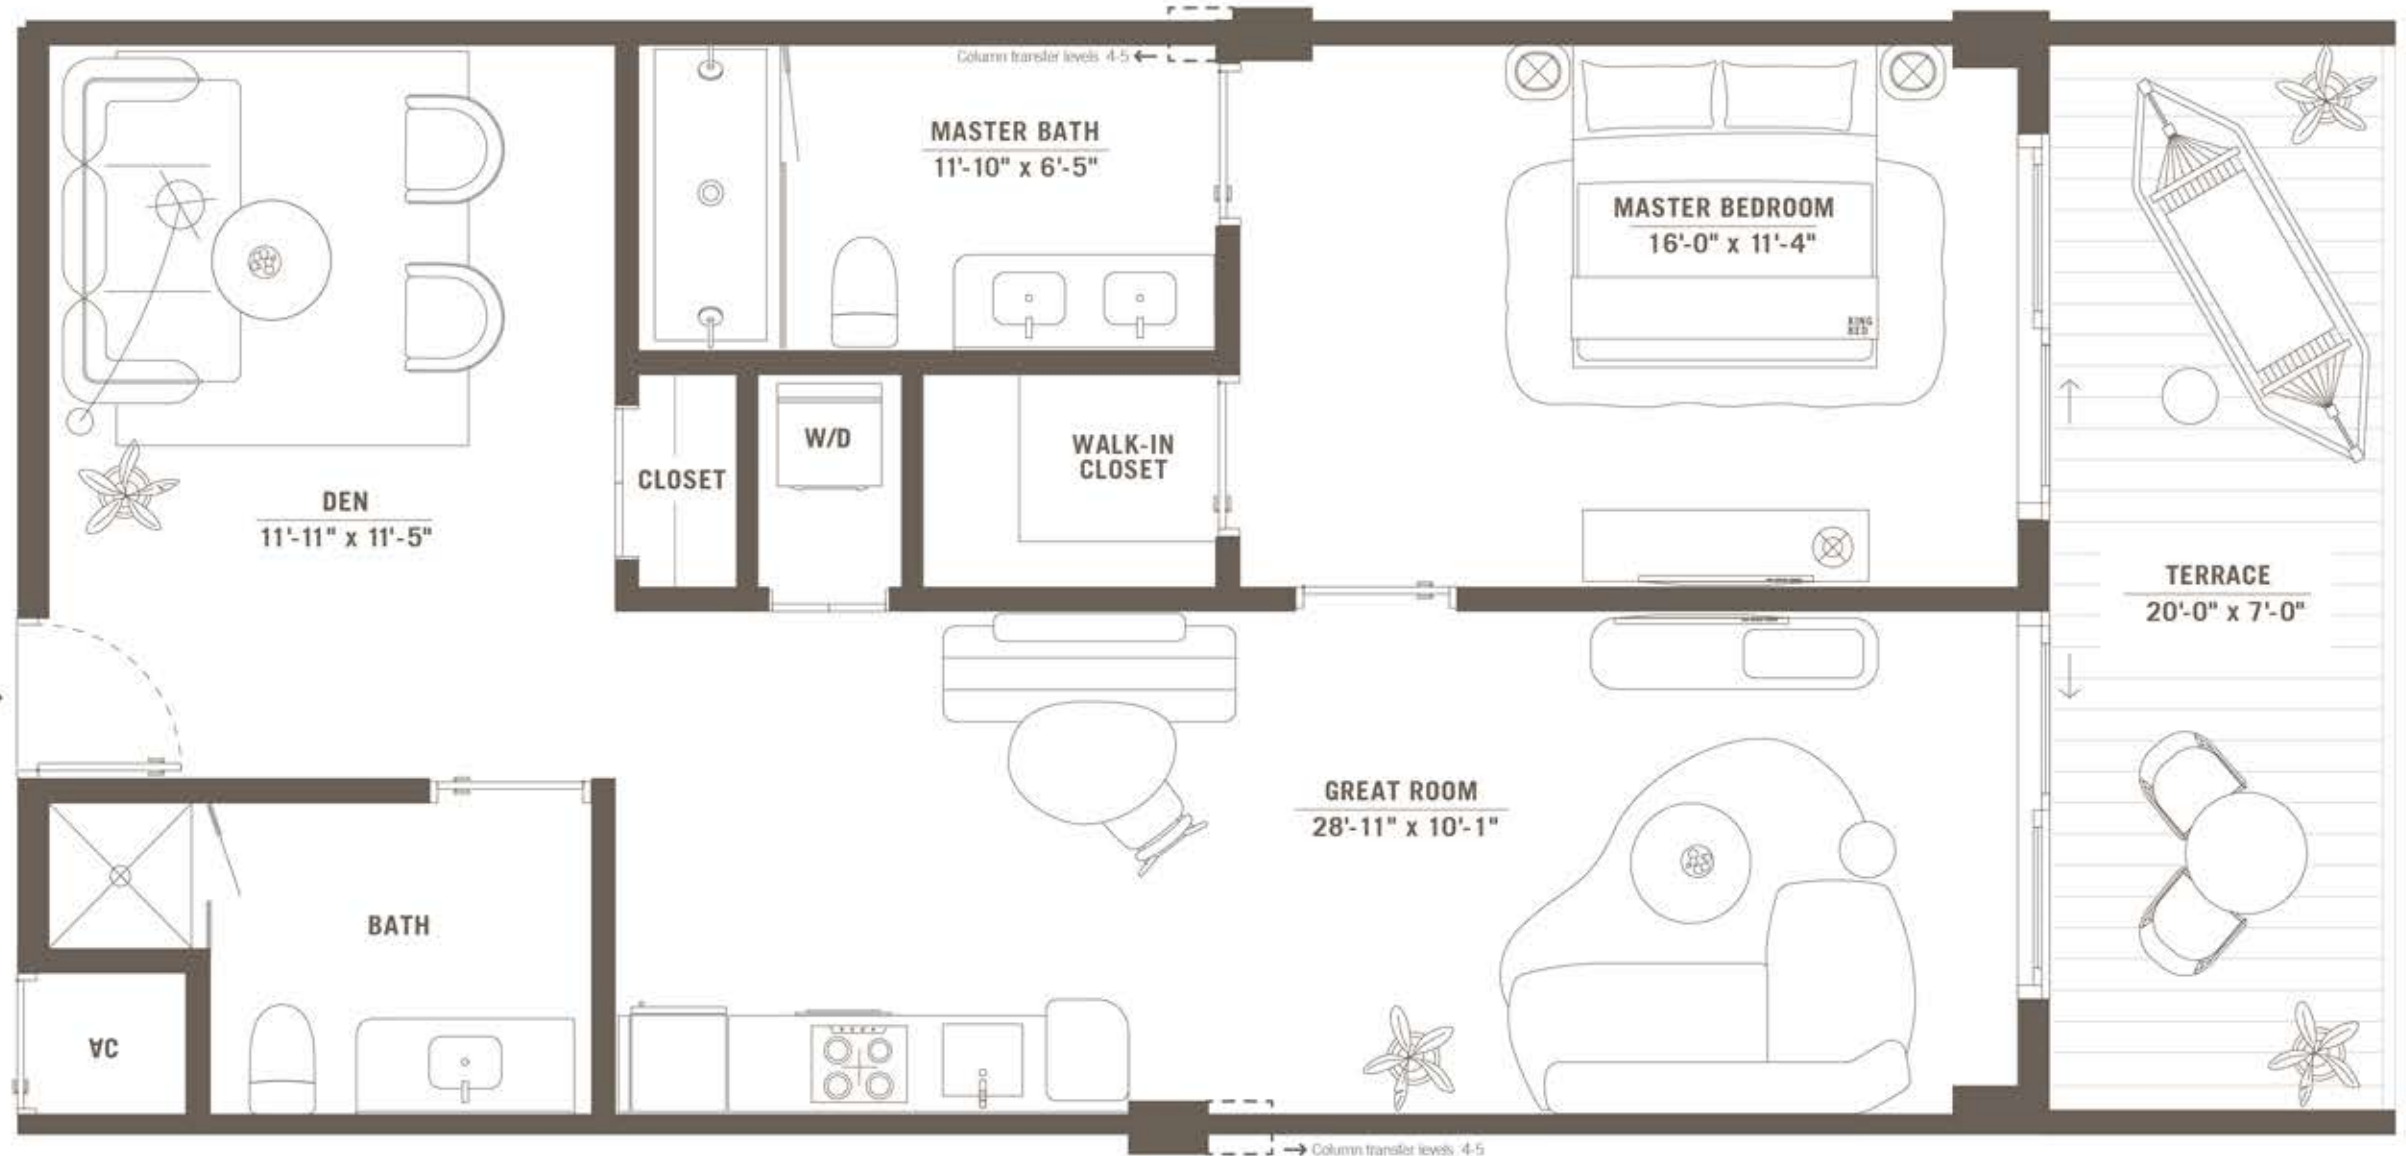 Column transfer levels 4-5
MASTER BATH
11'-10" x 6'-5"
MASTER BEDROOM
16'-0" x 11'-4"
KING
BED
W/D
CLOSET
WALK-IN
CLOSET
DEN
11'-11" x 11'-5"
TERRACE
20'-0" x 7'-0"
GREAT ROOM
28'-11" x 10'-1"
BATH
AC
Column transfer levels 4-5